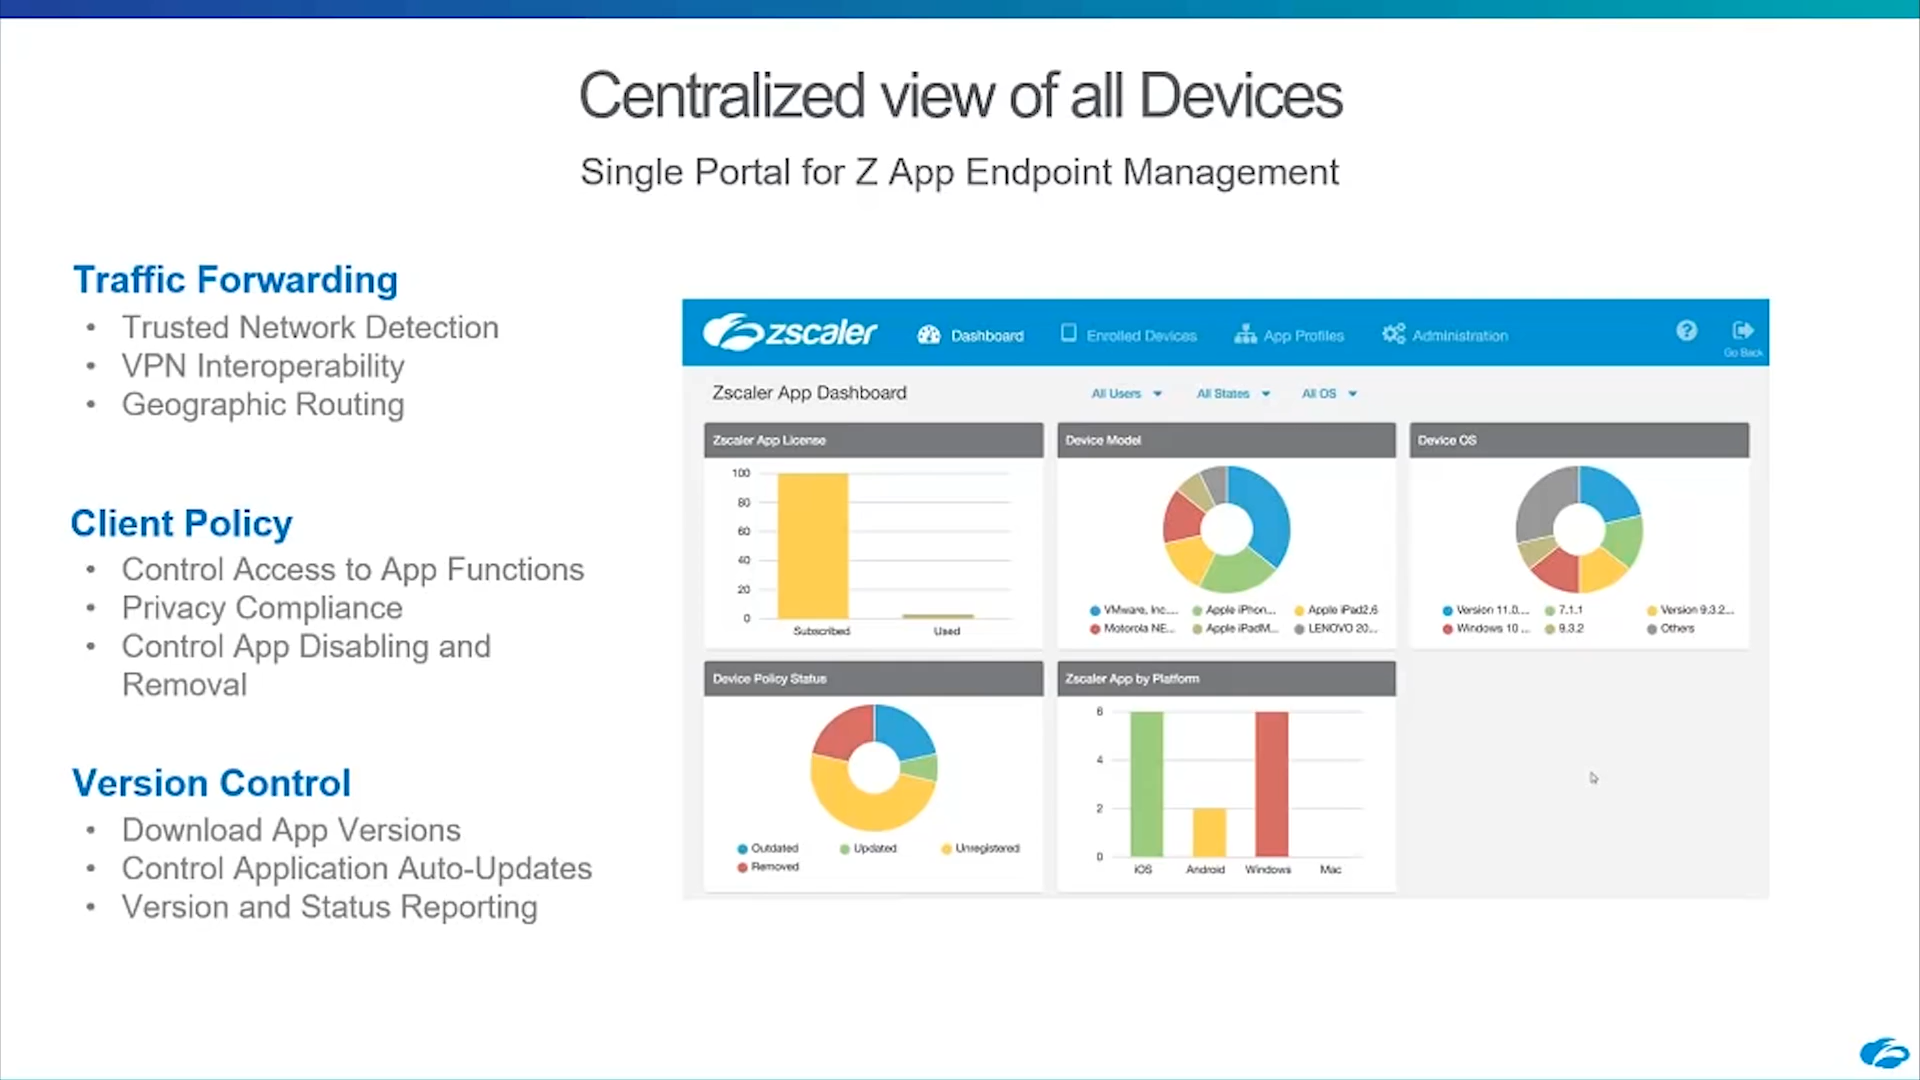 Centralized view of all Devices
Single Portal for Z App Endpoint Management
Traffic Forwarding
• Trusted Network Detection
• VPN Interoperability
• Geographic Routing
Client Policy
• Control Access to App Functions
• Privacy Compliance
• Control App Disabling and
Removal
Version Control
• Download App Versions
• Control Application Auto-Updates
• Version and Status Reporting
zscaler Dashboard Enrolled Devices App Profiles Administration ? Go Back
Zscaler App Dashboard All Users All States All OS
Zscaler App License
100
80
60
40
20
0
Subscribed Used
Device Model
VMware, Inc.... Apple iPhon... Apple iPad2,6
Motorola NE... Apple iPadM... LENOVO 20...
Device OS
Version 11.0.... 7.1.1 Version 9.3.2...
Windows 10 ... 9.3.2 Others
Device Policy Status
Outdated Updated Unregistered
Removed
Zscaler App by Platform
6
4
2
0
iOS Android Windows Mac